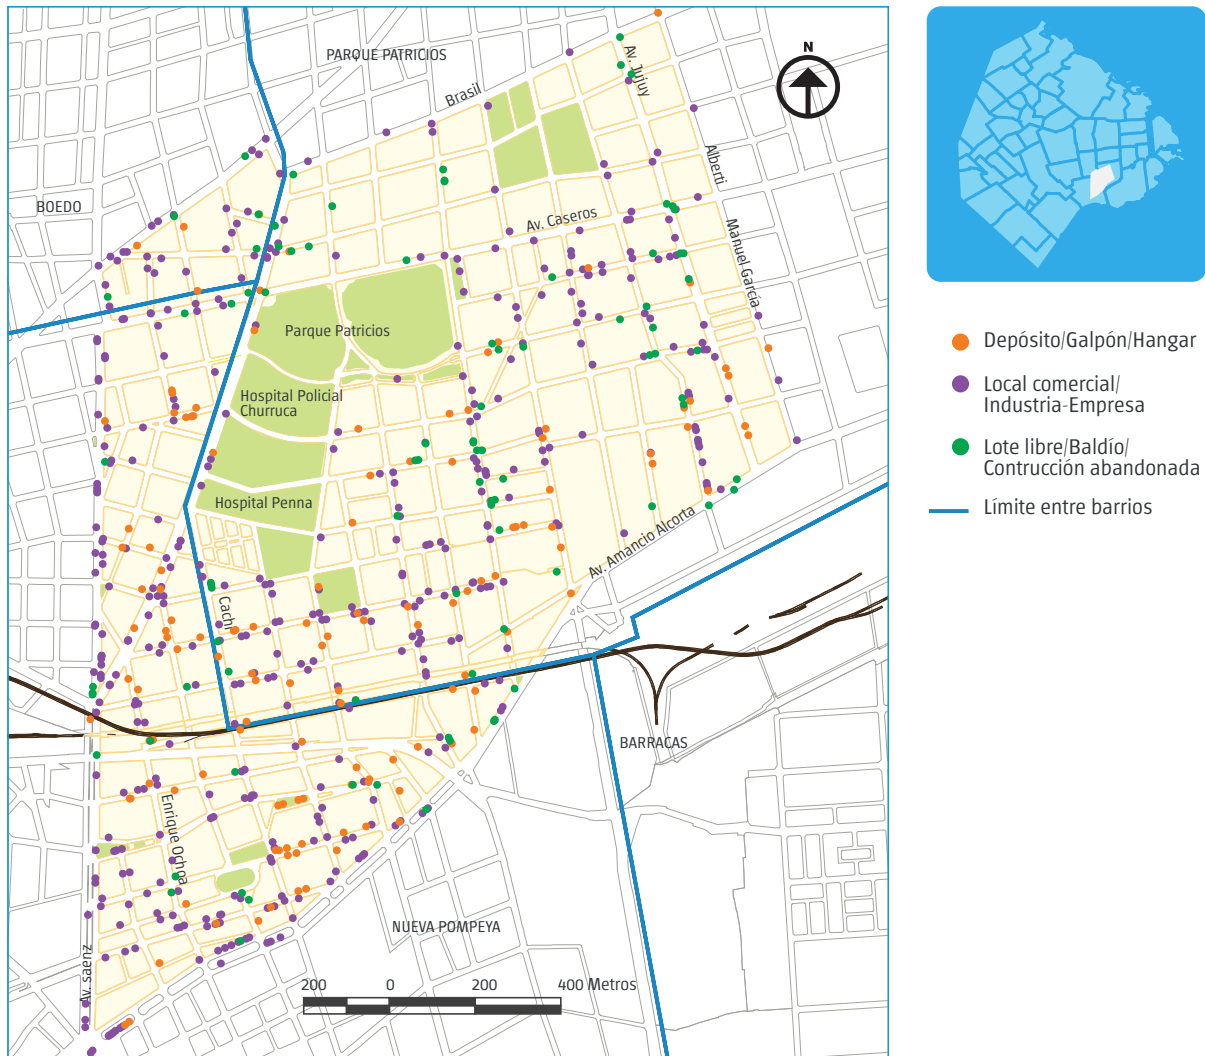 PARQUE PATRICIOS
N
Av. Jujuy
Brasil
Alberti
BOEDO
Av. Caseros
Manuel García
Parque Patricios
Hospital Policial
Churruca
Hospital Penna
Av. Amancio Alcorta
Cachi
BARRACAS
Enrique Ochoa
NUEVA POMPEYA
Av. saenz
200 0 200 400 Metros
Depósito/Galpón/Hangar
Local comercial/
Industria-Empresa
Lote libre/Baldío/
Contrucción abandonada
Límite entre barrios